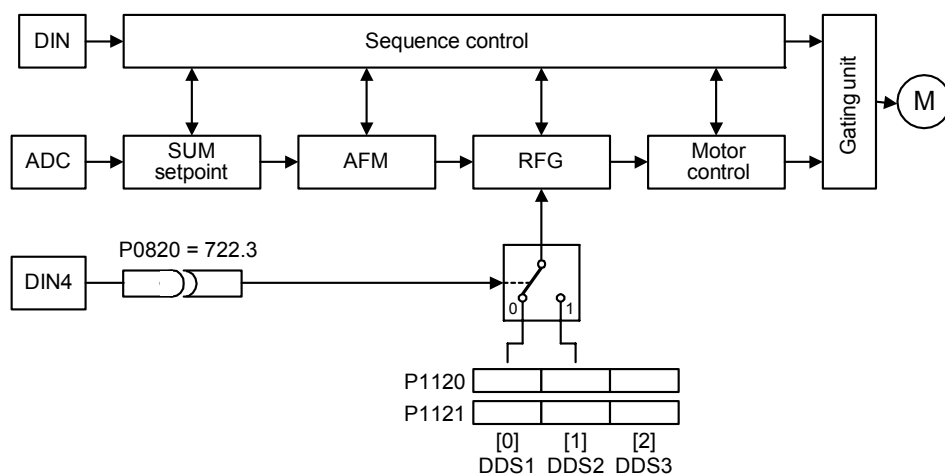 DIN
Sequence control
Gating unit
M
ADC
SUM
setpoint
AFM
RFG
Motor
control
P0820 = 722.3
DIN4
0
1
P1120
P1121
[0]
[1]
[2]
DDS1
DDS2
DDS3